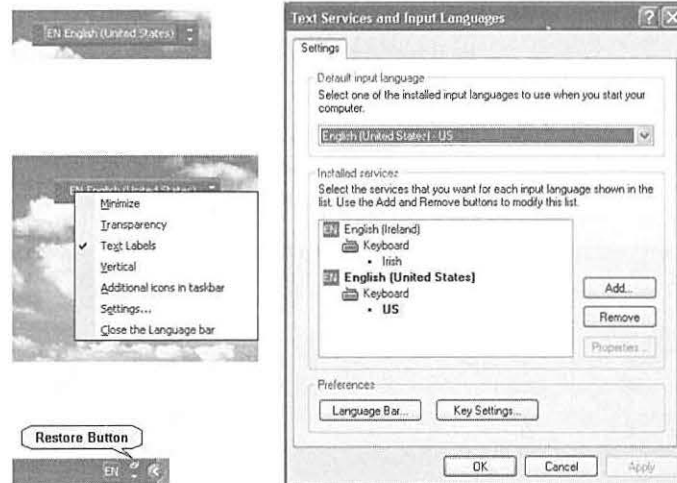 EN English (United States)
EN English (United States)
Minimize
Transparency
Text Labels
Vertical
Additional icons in taskbar
Settings...
Close the Language bar
Restore Button
EN
Text Services and Input Languages
Settings
Default input language
Select one of the installed input languages to use when you start your
computer.
English (United States) - US
Installed services
Select the services that you want for each input language shown in the
list. Use the Add and Remove buttons to modify this list.
EN English (Ireland)
Keyboard
• Irish
EN English (United States)
Keyboard
• US
Add...
Remove
Properties...
Preferences
Language Bar... Key Settings...
OK Cancel Apply